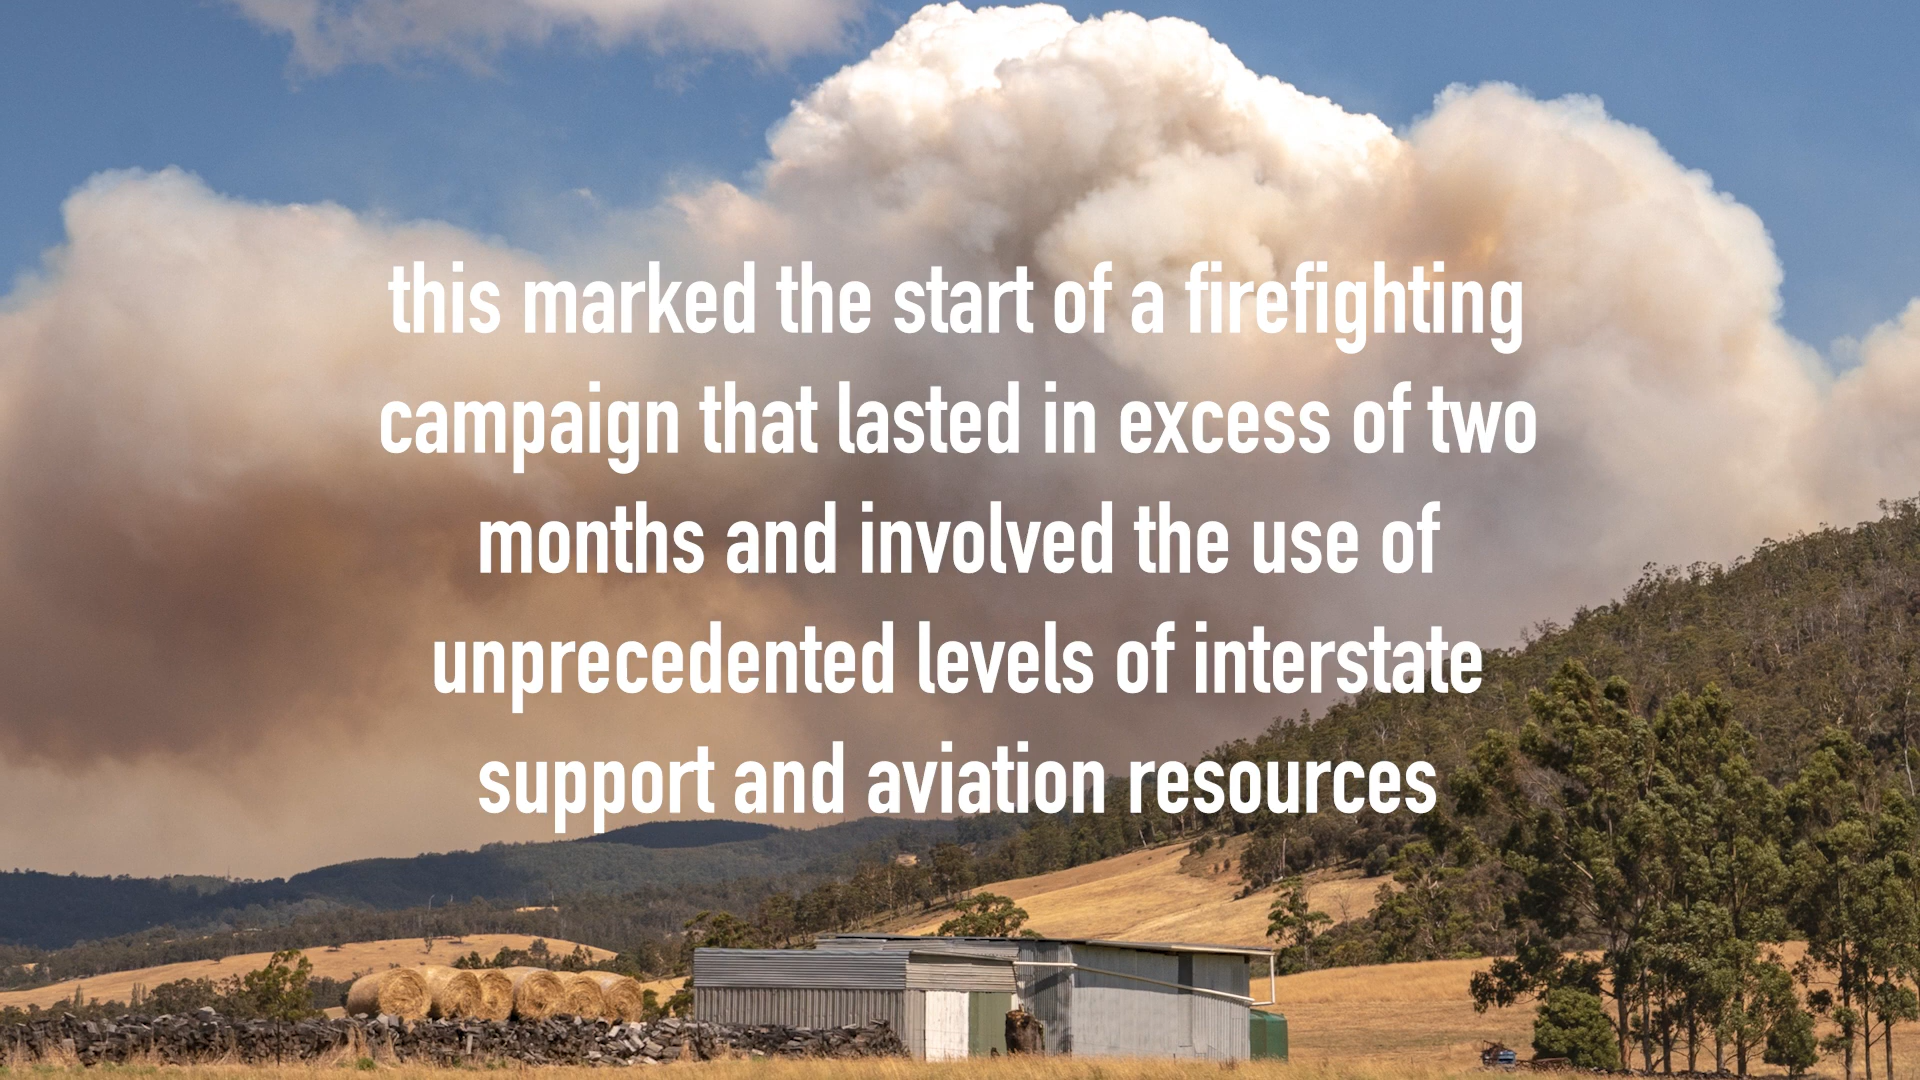 this marked the start of a firefighting
campaign that lasted in excess of two
months and involved the use of
unprecedented levels of interstate
support and aviation resources